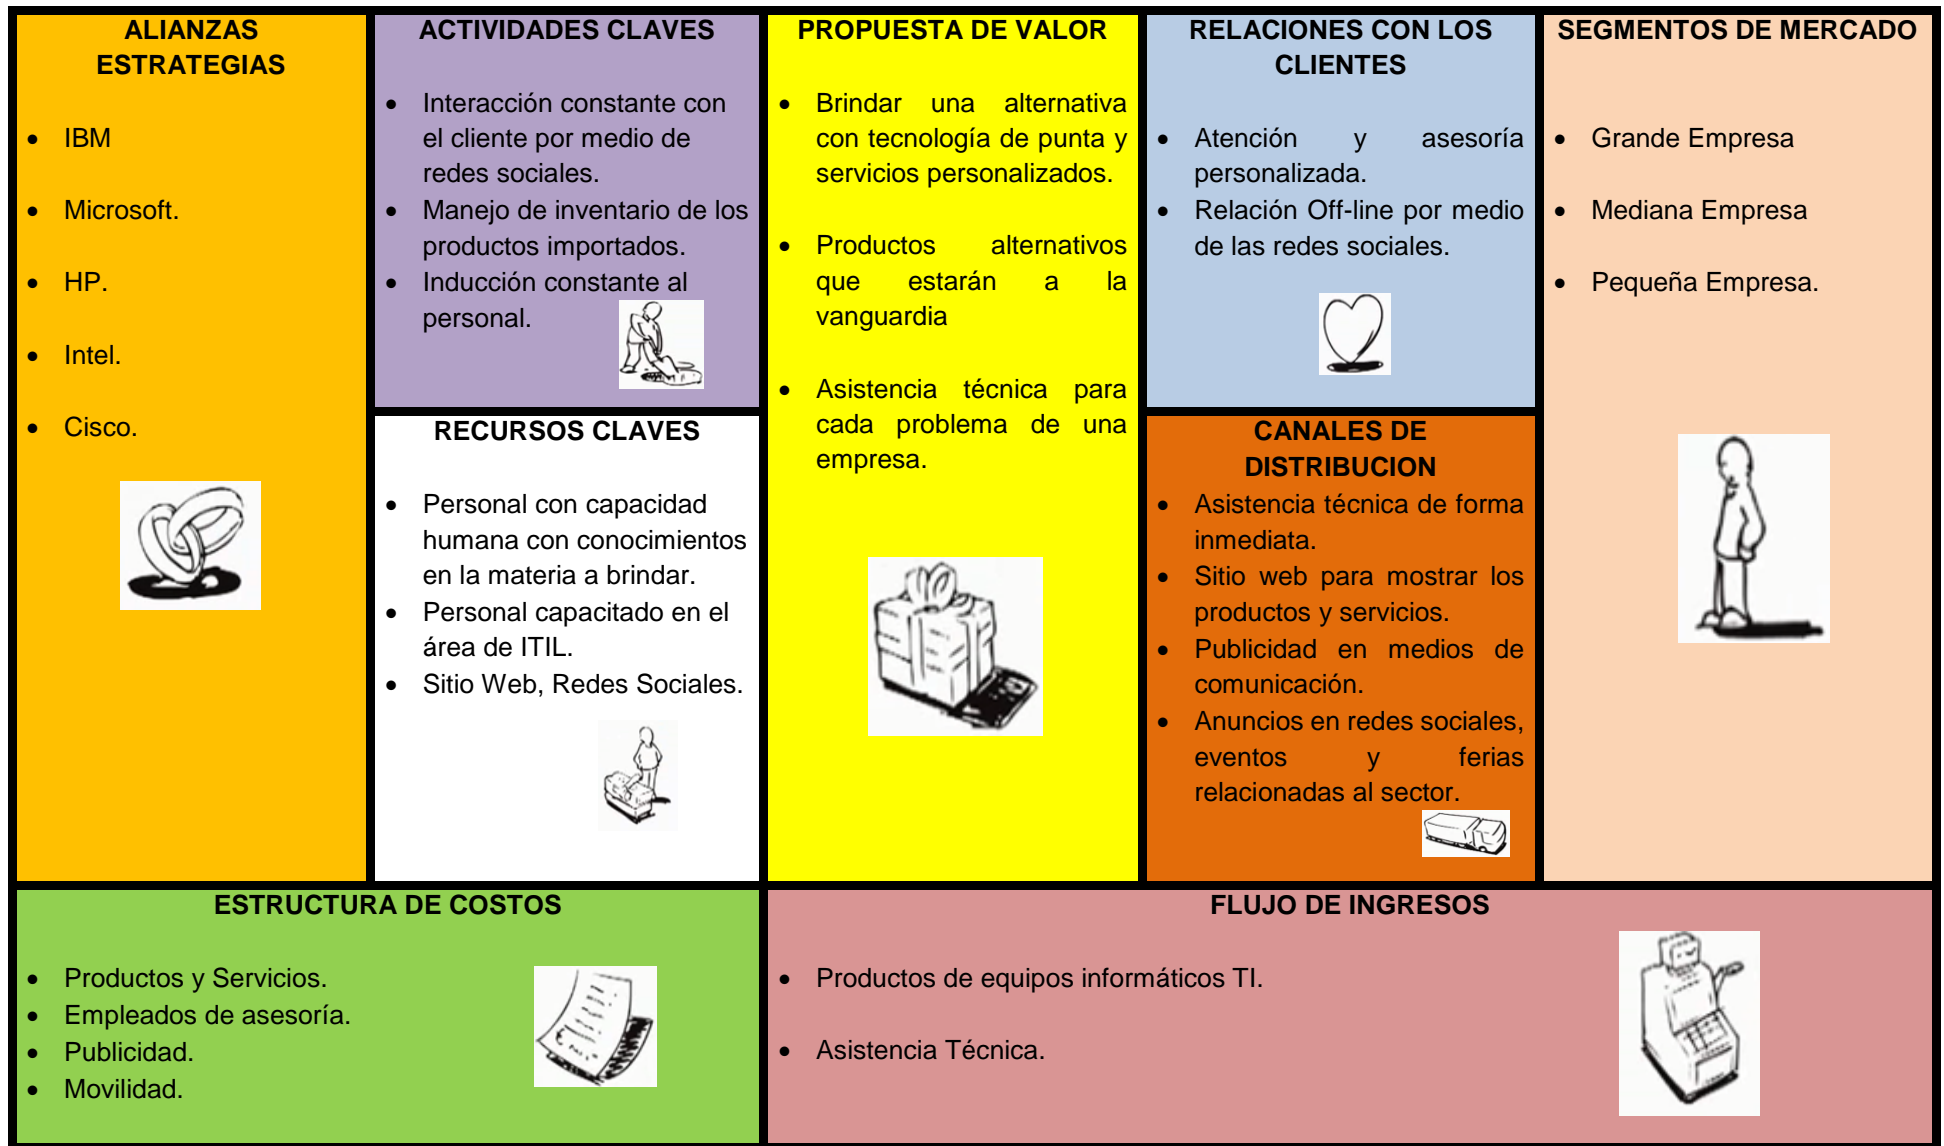 ALIANZAS
ESTRATEGIAS
• IBM
• Microsoft.
• HP.
• Intel.
• Cisco.
ACTIVIDADES CLAVES
• Interacción constante con
el cliente por medio de
redes sociales.
• Manejo de inventario de los
productos importados.
• Inducción constante al
personal.
RECURSOS CLAVES
• Personal con capacidad
humana con conocimientos
en la materia a brindar.
• Personal capacitado en el
área de ITIL.
• Sitio Web, Redes Sociales.
PROPUESTA DE VALOR
• Brindar una alternativa
con tecnología de punta y
servicios personalizados.
• Productos alternativos
que estarán a la
vanguardia
• Asistencia técnica para
cada problema de una
empresa.
RELACIONES CON LOS
CLIENTES
• Atención y asesoría
personalizada.
• Relación Off-line por medio
de las redes sociales.
CANALES DE
DISTRIBUCION
• Asistencia técnica de forma
inmediata.
• Sitio web para mostrar los
productos y servicios.
• Publicidad en medios de
comunicación.
• Anuncios en redes sociales,
eventos y ferias
relacionadas al sector.
SEGMENTOS DE MERCADO
• Grande Empresa
• Mediana Empresa
• Pequeña Empresa.
ESTRUCTURA DE COSTOS
• Productos y Servicios.
• Empleados de asesoría.
• Publicidad.
• Movilidad.
FLUJO DE INGRESOS
• Productos de equipos informáticos TI.
• Asistencia Técnica.